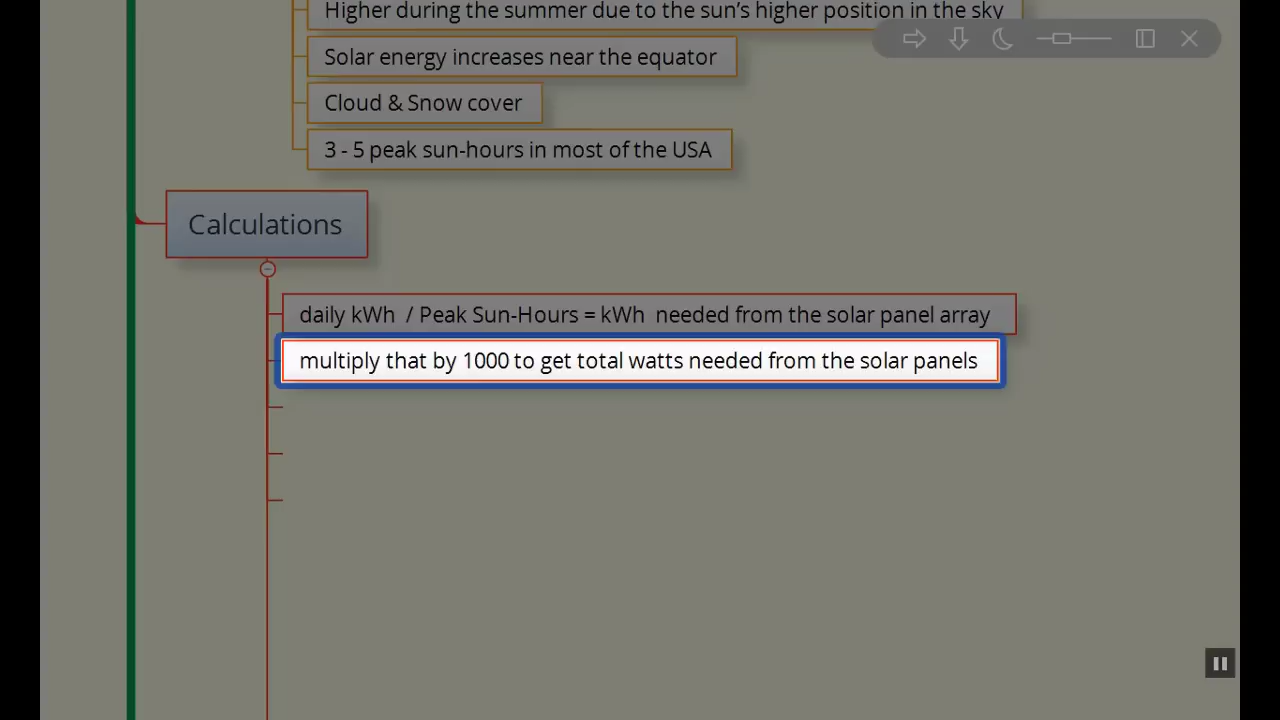 Higher during the summer due to the sun’s higher position in the sky
Solar energy increases near the equator
Cloud & Snow cover
3 - 5 peak sun-hours in most of the USA
Calculations
daily kWh / Peak Sun-Hours = kWh needed from the solar panel array
multiply that by 1000 to get total watts needed from the solar panels